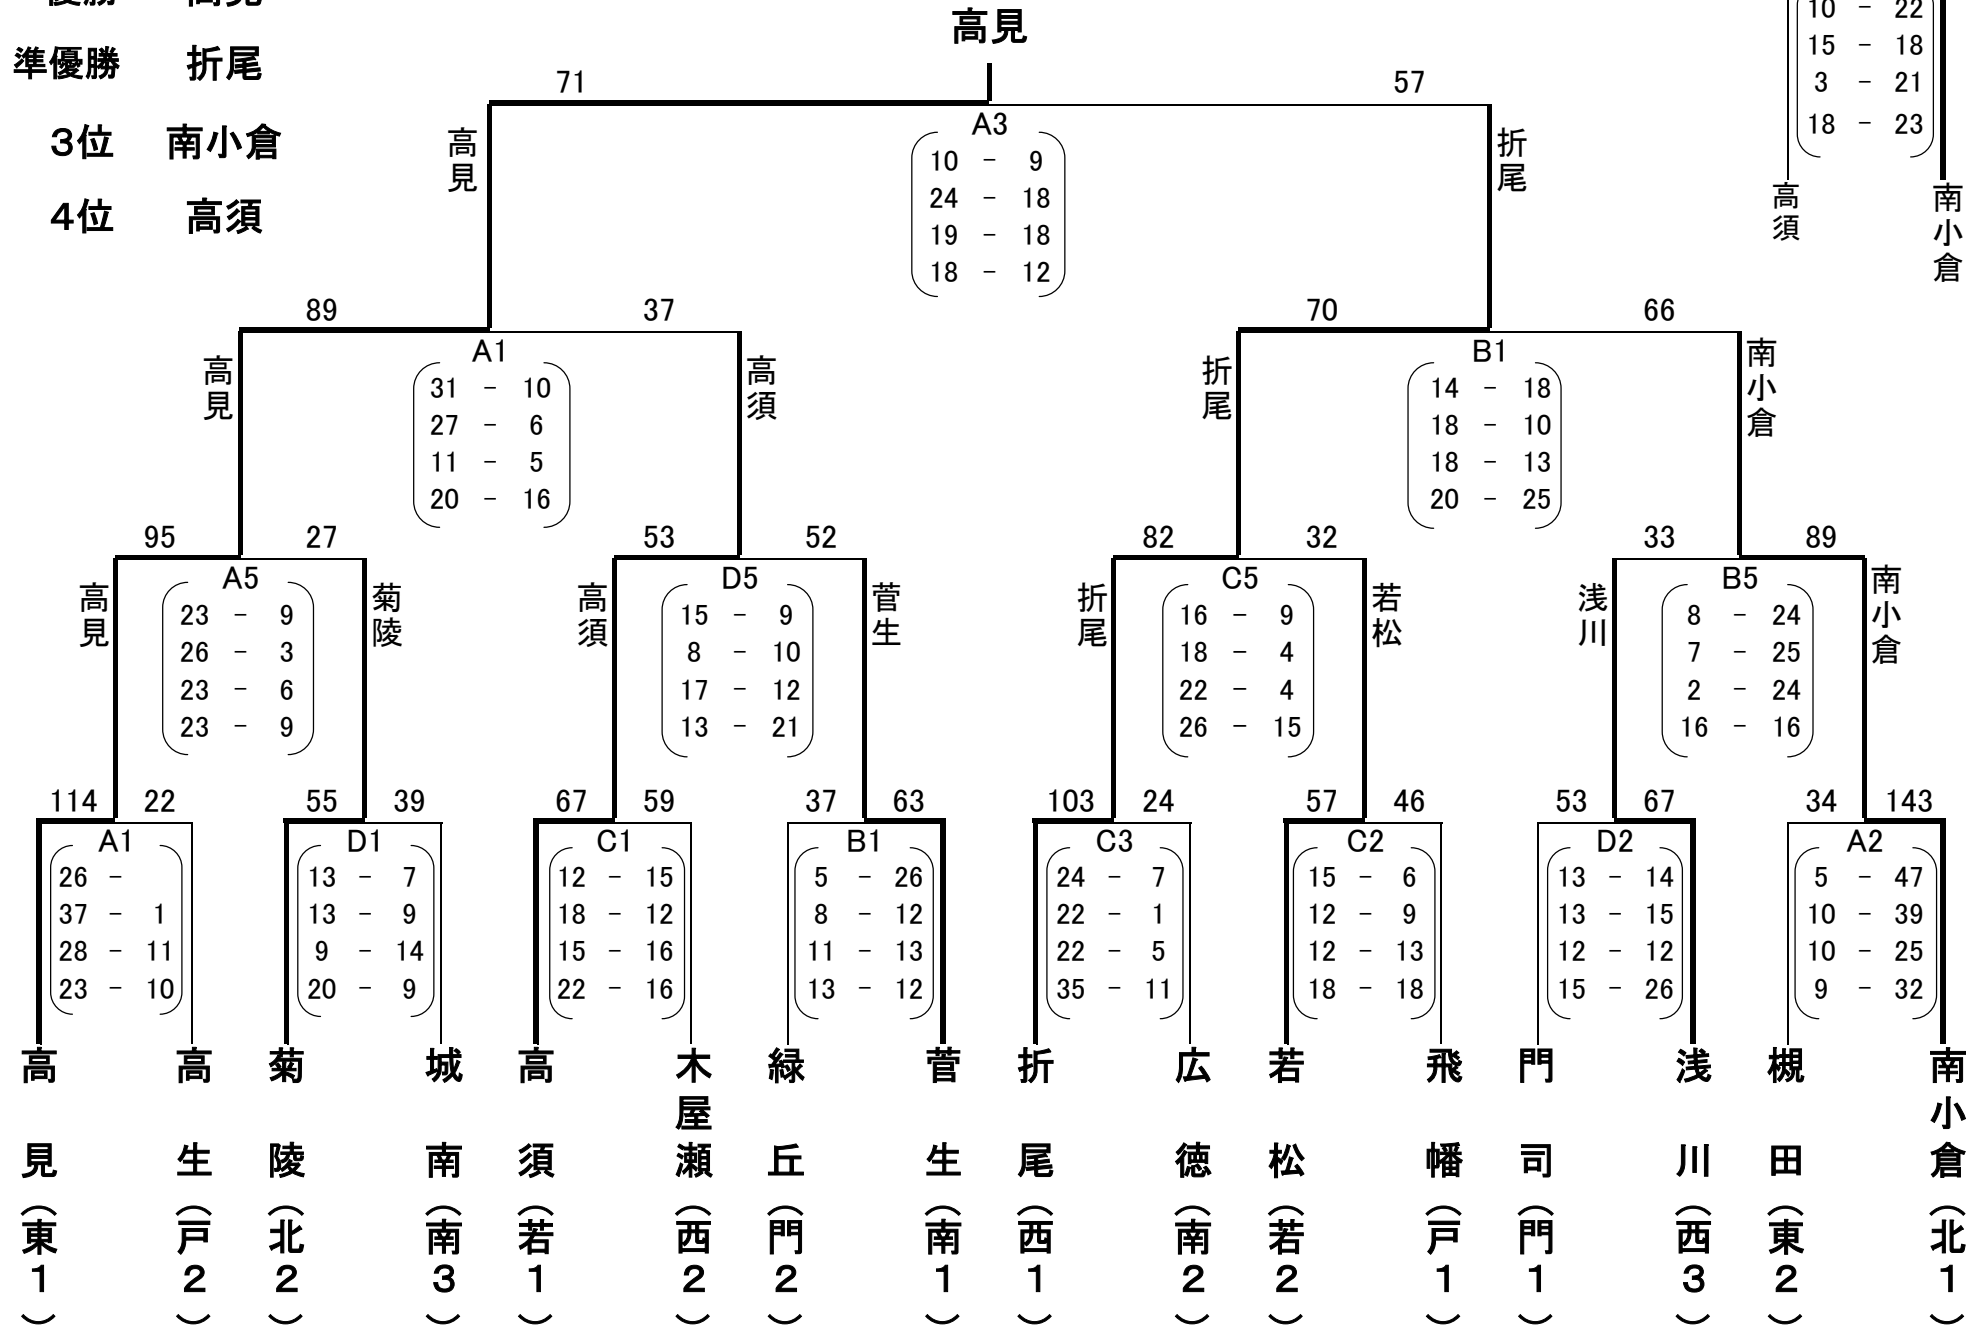 優勝 高見
準優勝 折尾
3位 南小倉
4位 高須
高見
10 - 22
15 - 18
3 - 21
18 - 23
高須
南小倉
71 57
高見
折尾
A3
10 - 9
24 - 18
19 - 18
18 - 12
89 37
高見
高須
A1
31 - 10
27 - 6
11 - 5
20 - 16
70 66
折尾
南小倉
B1
14 - 18
18 - 10
18 - 13
20 - 25
95 27
高見
菊陵
A5
23 - 9
26 - 3
23 - 6
23 - 9
53 52
高須
菅生
D5
15 - 9
8 - 10
17 - 12
13 - 21
82 32
折尾
若松
C5
16 - 9
18 - 4
22 - 4
26 - 15
33 89
浅川
南小倉
B5
8 - 24
7 - 25
2 - 24
16 - 16
114 22
A1
26 -
37 - 1
28 - 11
23 - 10
55 39
D1
13 - 7
13 - 9
9 - 14
20 - 9
67 59
C1
12 - 15
18 - 12
15 - 16
22 - 16
37 63
B1
5 - 26
8 - 12
11 - 13
13 - 12
103 24
C3
24 - 7
22 - 1
22 - 5
35 - 11
57 46
C2
15 - 6
12 - 9
12 - 13
18 - 18
53 67
D2
13 - 14
13 - 15
12 - 12
15 - 26
34 143
A2
5 - 47
10 - 39
10 - 25
9 - 32
高見(東1)
高生(戸2)
菊陵(北2)
城南(南3)
高須(若1)
木屋瀬(西2)
緑丘(門2)
菅生(南1)
折尾(西1)
広徳(南2)
若松(若2)
飛幡(戸1)
門司(門1)
浅川(西3)
槻田(東2)
南小倉(北1)